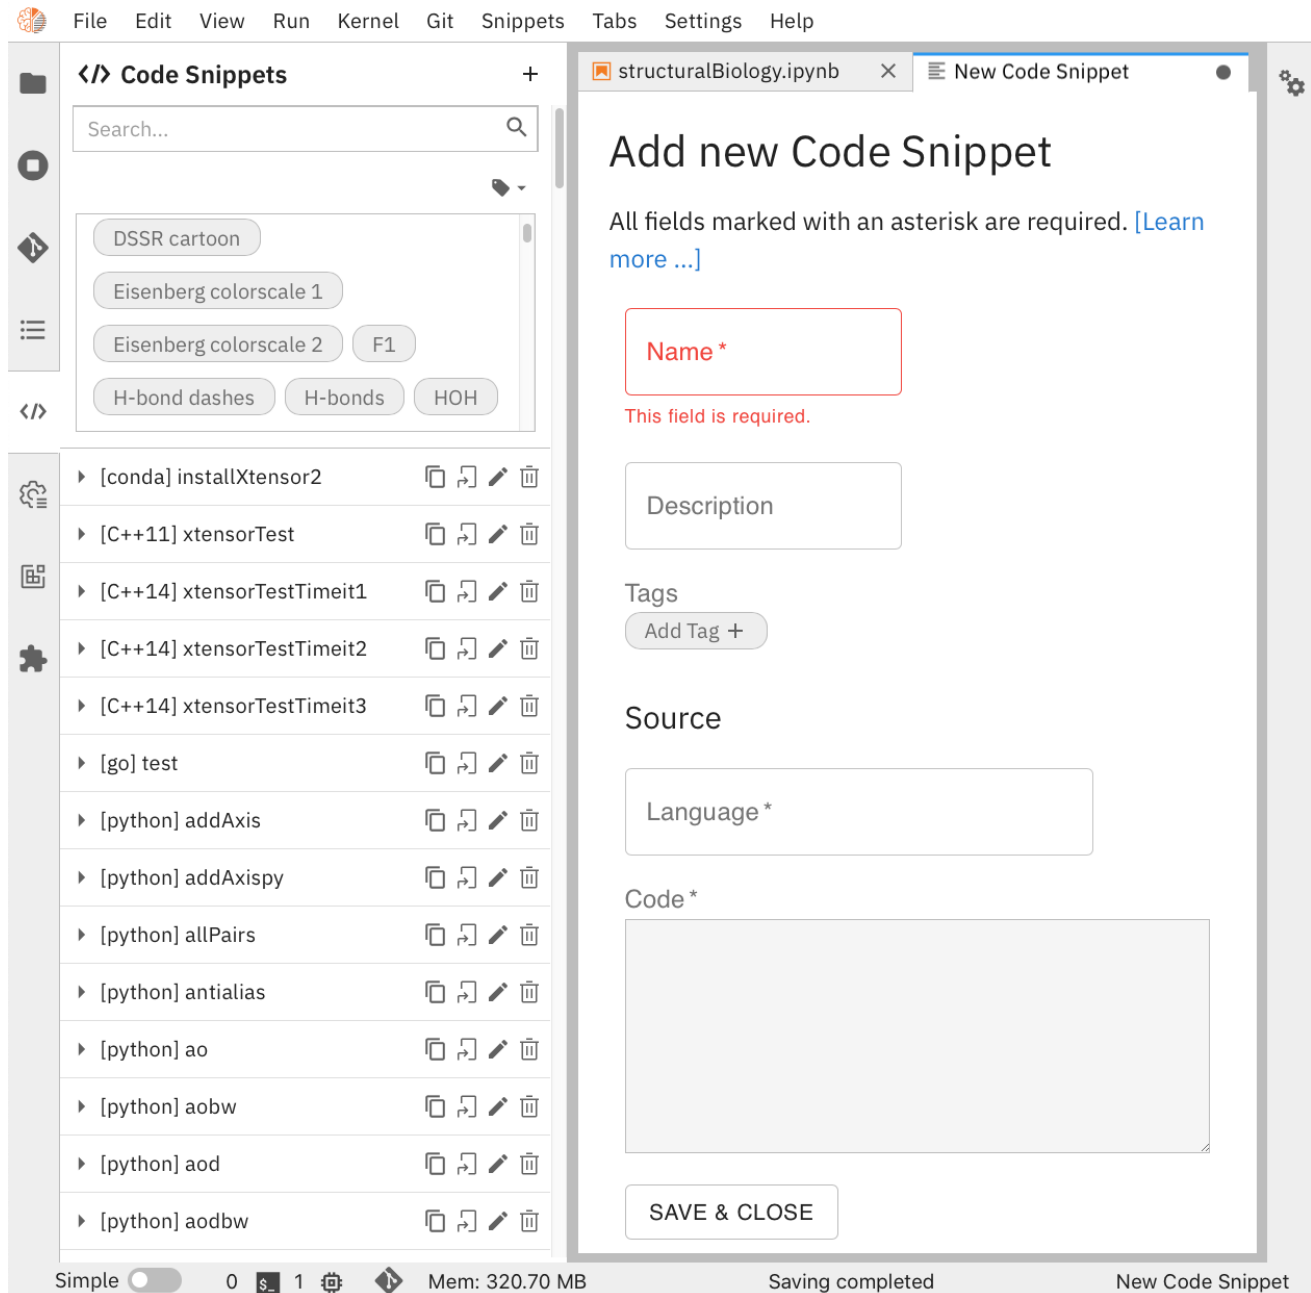 File Edit View Run Kernel Git Snippets Tabs Settings Help
</> Code Snippets +
Search...
DSSR cartoon
Eisenberg colorscale 1
Eisenberg colorscale 2 F1
H-bond dashes H-bonds HOH
[conda] installXtensor2
[C++11] xtensorTest
[C++14] xtensorTestTimeit1
[C++14] xtensorTestTimeit2
[C++14] xtensorTestTimeit3
[go] test
[python] addAxis
[python] addAxispy
[python] allPairs
[python] antialias
[python] ao
[python] aobw
[python] aod
[python] aodbw
structuralBiology.ipynb
New Code Snippet
Add new Code Snippet
All fields marked with an asterisk are required. [Learn
more ...]
Name *
This field is required.
Description
Tags
Add Tag +
Source
Language *
Code *
SAVE & CLOSE
Simple 0 $_ 1 Mem: 320.70 MB Saving completed New Code Snippet